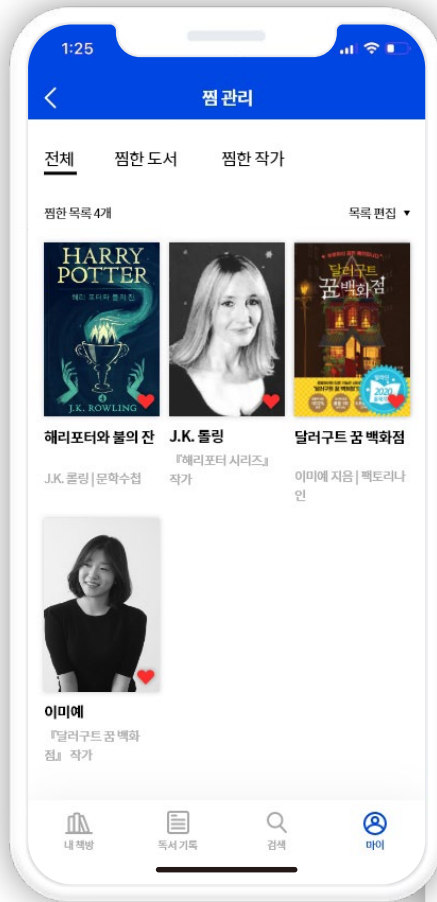 1:25
찜 관리
전체 찜한 도서 찜한 작가
찜한 목록 4개 목록 편집 ▼
HARRY
POTTER
해리 포터와 불의 잔
4
J.K. ROWLING
달러구트
꿈 백화점
2020
해리포터와 불의 잔
J.K. 롤링 | 문학수첩
J.K. 롤링
『해리포터 시리즈』
작가
달러구트 꿈 백화점
이미예 지음 | 팩토리나
인
이미예
『달러구트 꿈 백화
점』 작가
내 책방
독서 기록
검색
마이